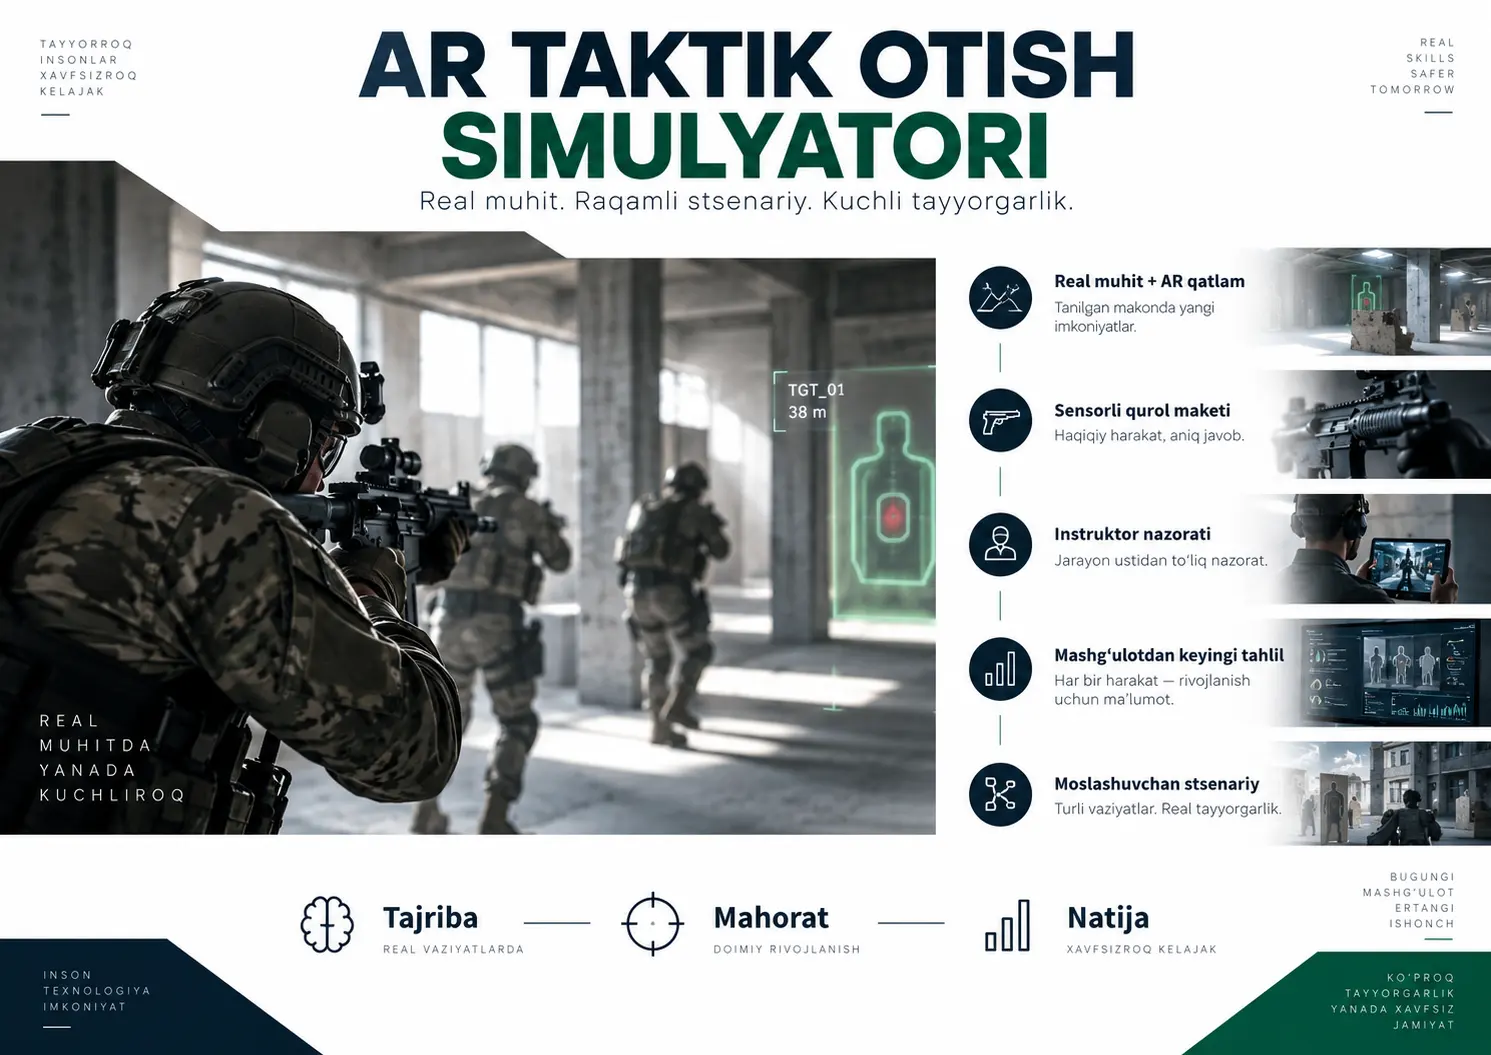 TAYYORROQ
INSONLAR
XAVFSIZROQ
KELAJAK
AR TAKTIK OTISH
SIMULYATORI
Real muhit. Raqamli stsenariy. Kuchli tayyorgarlik.
REAL
SKILLS
SAFER
TOMORROW
TGT_01
38 m
REAL
MUHITDA
YANADA
KUCHLIROQ
Real muhit + AR qatlam
Tanilgan makonda yangi
imkoniyatlar.
Sensorli qurol maketi
Haqiqiy harakat, aniq javob.
Instruktor nazorati
Jarayon ustidan to‘liq nazorat.
Mashg‘ulotdan keyingi tahlil
Har bir harakat — rivojlanish
uchun ma’lumot.
Moslashuvchan stsenariy
Turli vaziyatlar. Real tayyorgarlik.
Tajriba
REAL VAZIYATLARDA
Mahorat
DOIMIY RIVOJLANISH
Natija
XAVFSIZROQ KELAJAK
BUGUNGI
MASHG‘ULOT
ERTANGI
ISHONCH
INSON
TEXNOLOGIYA
IMKONIYAT
KO‘PROQ
TAYYORGARLIK
YANADA XAVFSIZ
JAMIYAT